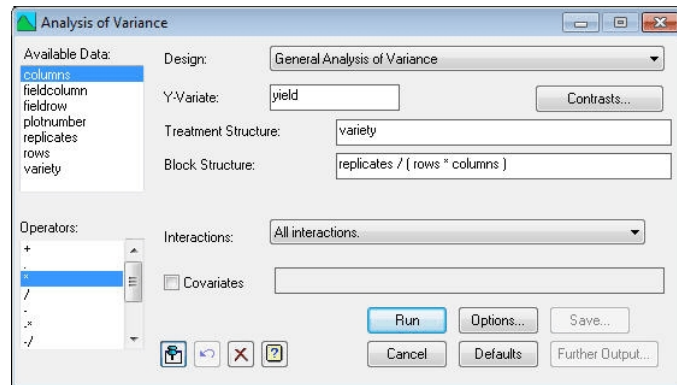 Analysis of Variance
Available Data:
columns
fieldcolumn
fieldrow
plotnumber
replicates
rows
variety
Design:
General Analysis of Variance
Y-Variate:
yield
Contrasts...
Treatment Structure:
variety
Block Structure:
replicates / ( rows * columns )
Operators:
+
.
*
/
-
.*
-/
Interactions:
All interactions.
Covariates
Run
Options...
Save...
Cancel
Defaults
Further Output...